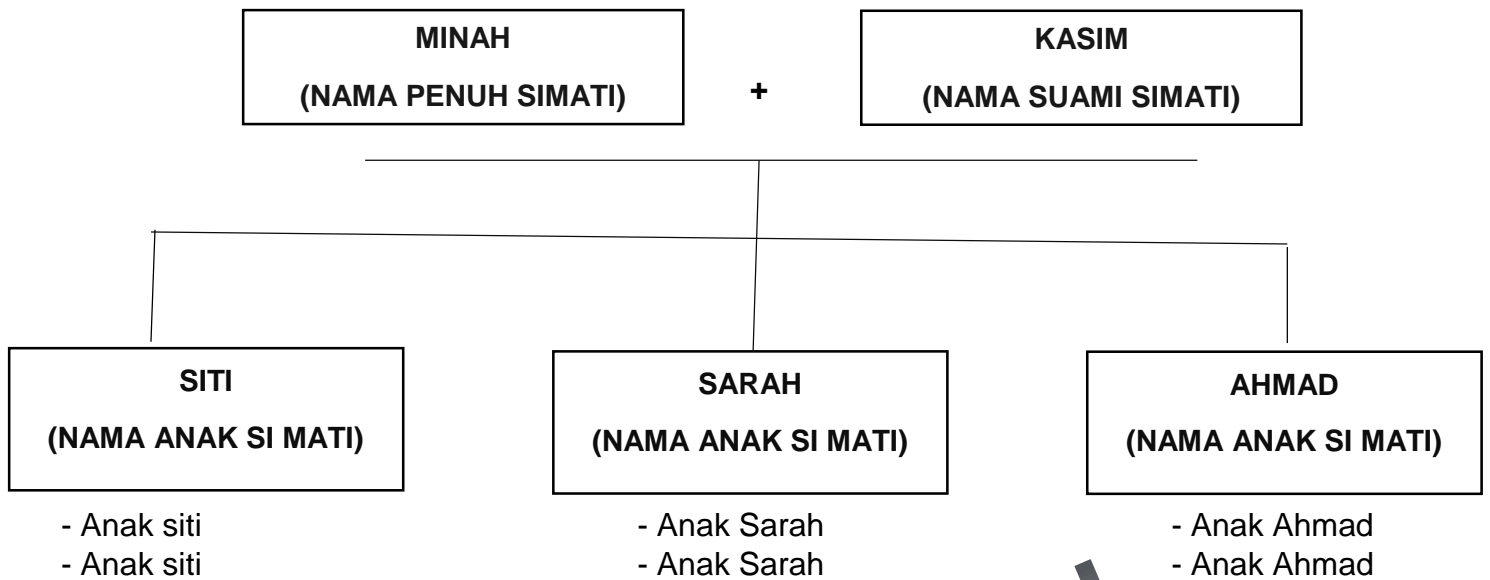 MINAH
(NAMA PENUH SIMATI)
+
KASIM
(NAMA SUAMI SIMATI)
SITI
(NAMA ANAK SI MATI)
SARAH
(NAMA ANAK SI MATI)
AHMAD
(NAMA ANAK SI MATI)
- Anak siti
- Anak siti
- Anak Sarah
- Anak Sarah
- Anak Ahmad
- Anak Ahmad